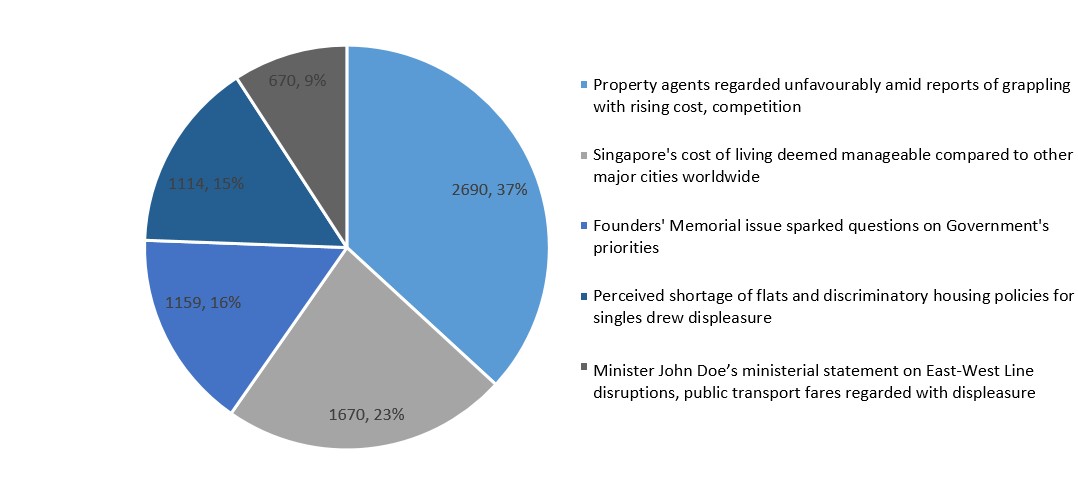 670, 9%
2690, 37%
1114, 15%
1159, 16%
1670, 23%
Property agents regarded unfavourably amid reports of grappling
with rising cost, competition
Singapore's cost of living deemed manageable compared to other
major cities worldwide
Founders' Memorial issue sparked questions on Government's
priorities
Perceived shortage of flats and discriminatory housing policies for
singles drew displeasure
Minister John Doe’s ministerial statement on East-West Line
disruptions, public transport fares regarded with displeasure